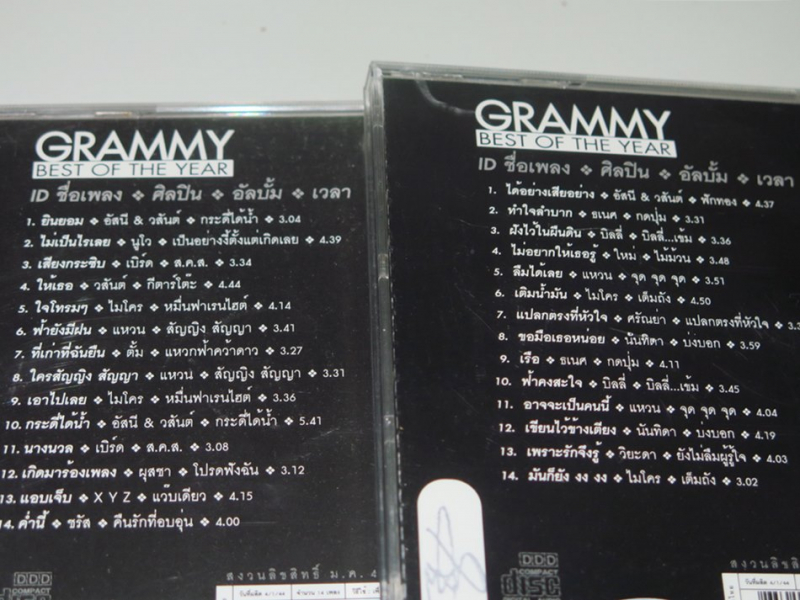 GRAMMY
BEST OF THE YEAR
ID ชื่อเพลง ❖ ศิลปิน ❖ อัลบั้ม ❖ เวลา
1. ยินยอม ❖ อัสนี & วสันต์ ❖ กระดี่ได้น้ำ ❖ 3.04
2. ไม่เป็นไรเลย ❖ นูโว ❖ เป็นอย่างงี้ตั้งแต่เกิดเลย ❖ 4.39
3. เสียงกระซิบ ❖ เบิร์ด ❖ ส.ค.ส. ❖ 3.34
4. ให้เธอ ❖ วสันต์ ❖ กีตาร์โต๊ะ ❖ 4.44
5. ใจโทรมๆ ❖ ไมโคร ❖ หมื่นฟาเรนไฮต์ ❖ 4.14
6. ฟ้ายังมีฝน ❖ แหวน ❖ สัญญิง สัญญา ❖ 3.41
7. ที่เก่าที่ฉันยืน ❖ ตั้ม ❖ แหวกฟ้าคว้าดาว ❖ 3.27
8. ใครสัญญิง สัญญา ❖ แหวน ❖ สัญญิง สัญญา ❖ 3.31
9. เอาไปเลย ❖ ไมโคร ❖ หมื่นฟาเรนไฮต์ ❖ 3.36
10. กระดี่ได้น้ำ ❖ อัสนี & วสันต์ ❖ กระดี่ได้น้ำ ❖ 5.41
11. นางนวล ❖ เบิร์ด ❖ ส.ค.ส. ❖ 3.08
12. เกิดมาร้องเพลง ❖ ผุสชา ❖ โปรดฟังฉัน ❖ 3.12
13. แอบเจ็บ ❖ X Y Z ❖ แว๊บเดียว ❖ 4.15
14. ค่ำนี้ ❖ ชรัส ❖ คืนรักที่อบอุ่น ❖ 4.00
DDD
COMPACT
disc
สงวนลิขสิทธิ์ ม.ค. 4
GRAMMY
BEST OF THE YEAR
ID ชื่อเพลง ❖ ศิลปิน ❖ อัลบั้ม ❖ เวลา
1. ได้อย่างเสียอย่าง ❖ อัสนี & วสันต์ ❖ ฟักทอง ❖ 4.37
2. ทำใจลำบาก ❖ ธเนศ ❖ กดปุ่ม ❖ 3.31
3. ฝังไว้ในผืนดิน ❖ บิลลี่ ❖ บิลลี่...เข้ม ❖ 3.36
4. ไม่อยากให้เธอรู้ ❖ ใหม่ ❖ ไม้ม้วน ❖ 3.48
5. ลืมได้เลย ❖ แหวน ❖ จุด จุด จุด ❖ 3.51
6. เติมน้ำมัน ❖ ไมโคร ❖ เต็มถัง ❖ 4.50
7. แปลกตรงที่หัวใจ ❖ ศรัณย่า ❖ แปลกตรงที่หัวใจ ❖
8. ขอมือเธอหน่อย ❖ นันทิดา ❖ บ่งบอก ❖ 3.59
9. เรือ ❖ ธเนศ ❖ กดปุ่ม ❖ 4.11
10. ฟ้าคงสะใจ ❖ บิลลี่ ❖ บิลลี่...เข้ม ❖ 3.45
11. อาจจะเป็นคนนี้ ❖ แหวน ❖ จุด จุด จุด ❖ 4.04
12. เขียนไว้ข้างเตียง ❖ นันทิดา ❖ บ่งบอก ❖ 4.19
13. เพราะรักจึงรู้ ❖ วิยะดา ❖ ยังไม่ลืมผู้รู้ใจ ❖ 4.03
14. มันก็ยัง งง งง ❖ ไมโคร ❖ เต็มถัง ❖ 3.02
DDD
COMPACT
disc
สงวนลิขสิทธิ์